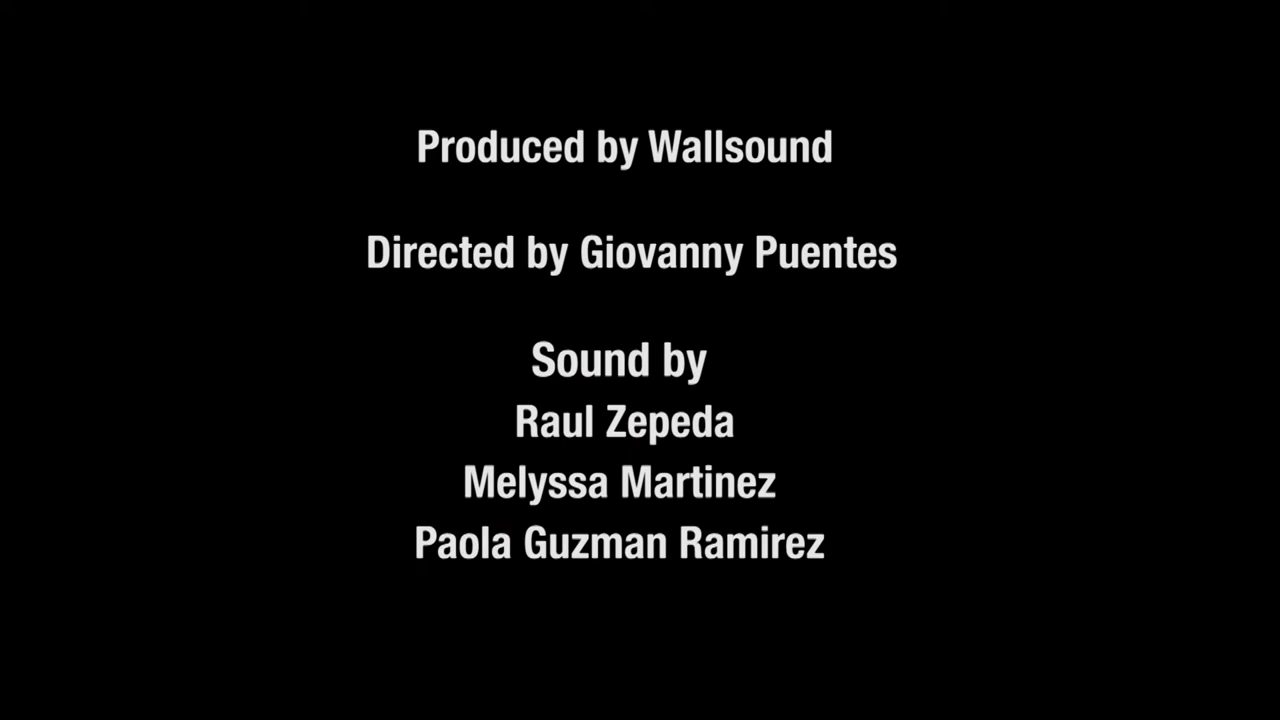 Produced by Wallsound
Directed by Giovanny Puentes
Sound by
Raul Zepeda
Melyssa Martinez
Paola Guzman Ramirez